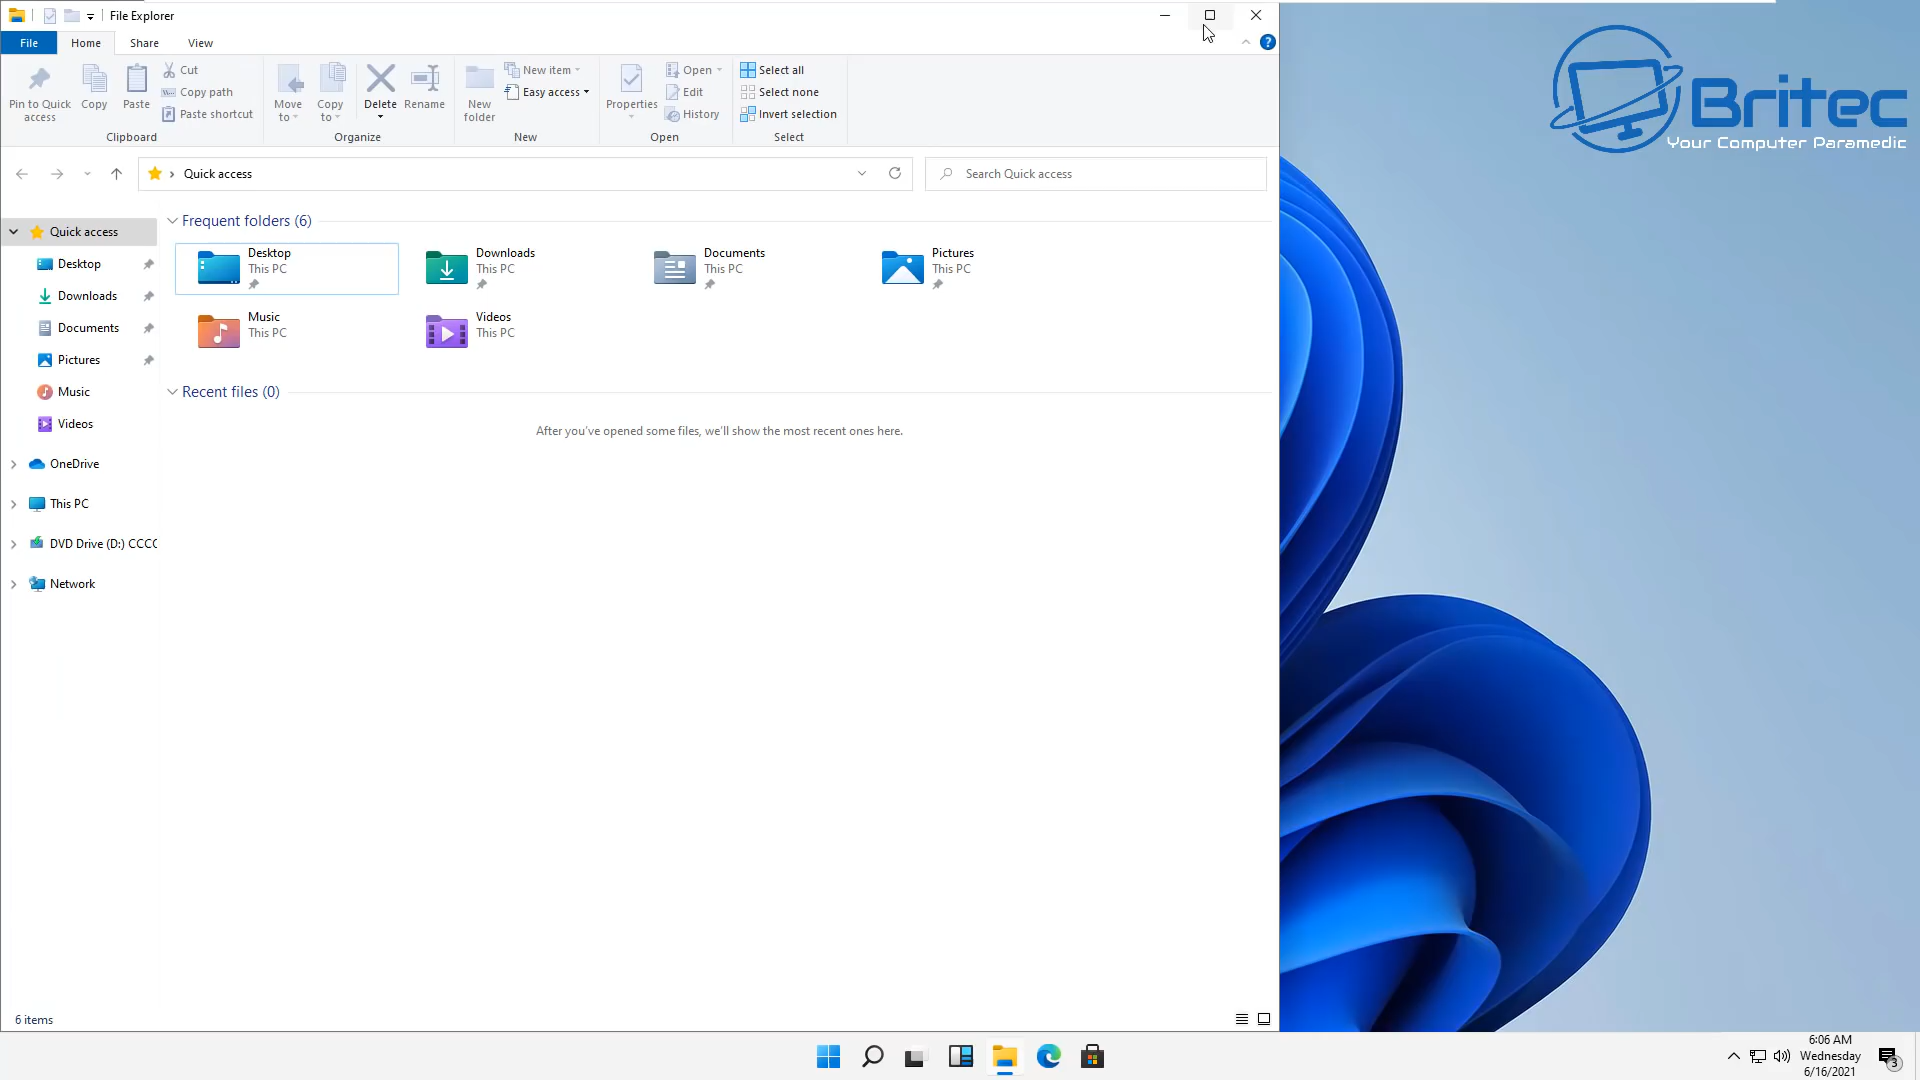 File Explorer
File
Home
Share
View
Pin to Quick access
Copy
Paste
Cut
Copy path
Paste shortcut
Clipboard
Move to
Copy to
Delete
Rename
Organize
New folder
New item
Easy access
New
Properties
Open
Edit
History
Open
Select all
Select none
Invert selection
Select
Britec
Your Computer Paramedic
Quick access
Search Quick access
Quick access
Desktop
Downloads
Documents
Pictures
Music
Videos
OneDrive
This PC
DVD Drive (D:) CCCO
Network
Frequent folders (6)
Desktop
This PC
Downloads
This PC
Documents
This PC
Pictures
This PC
Music
This PC
Videos
This PC
Recent files (0)
After you've opened some files, we'll show the most recent ones here.
6 items
6:06 AM
Wednesday
6/16/2021
3